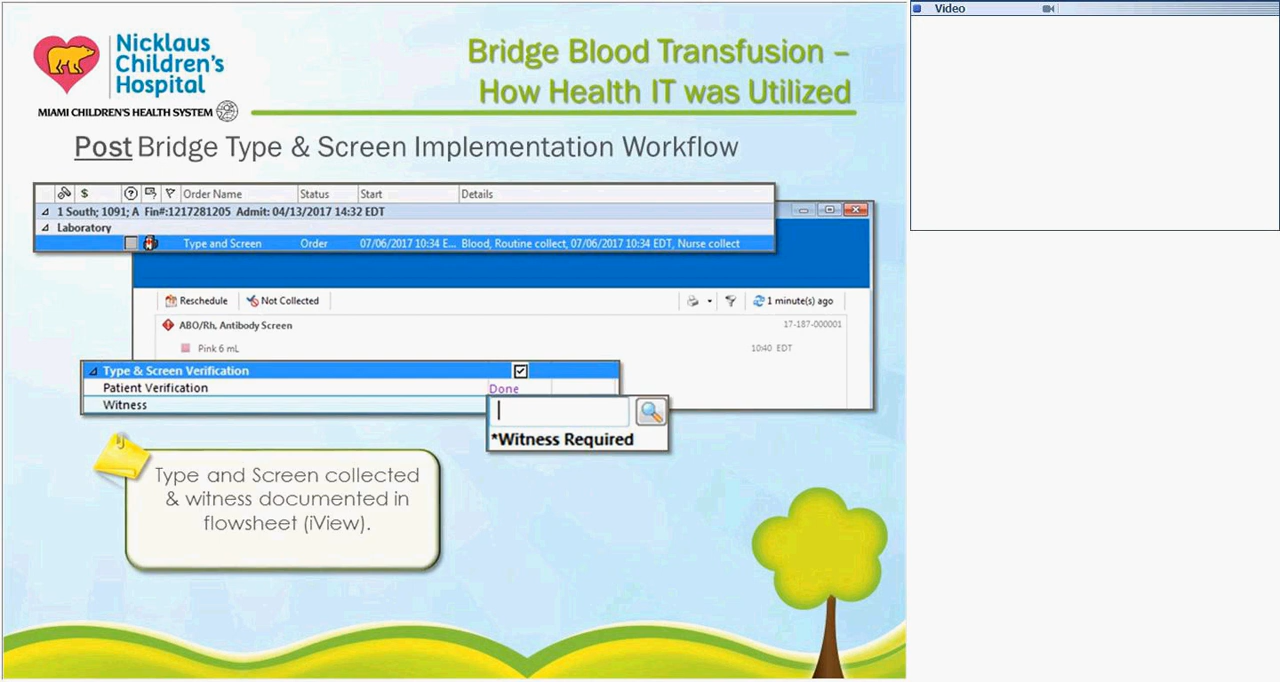 Video
Nicklaus
Children's
Hospital
MIAMI CHILDREN'S HEALTH SYSTEM
Bridge Blood Transfusion –
How Health IT was Utilized
Post Bridge Type & Screen Implementation Workflow
$ Order Name Status Start Details
1 South; 1091; A Fin#:1217281205 Admit: 04/13/2017 14:32 EDT
Laboratory
Type and Screen Order 07/06/2017 10:34 E... Blood, Routine collect, 07/06/2017 10:34 EDT, Nurse collect
Reschedule Not Collected 1 minute(s) ago
ABO/Rh, Antibody Screen 17-187-000001
Pink 6 mL 10:40 EDT
Type & Screen Verification
Patient Verification Done
Witness
*Witness Required
Type and Screen collected
& witness documented in
flowsheet (iView).